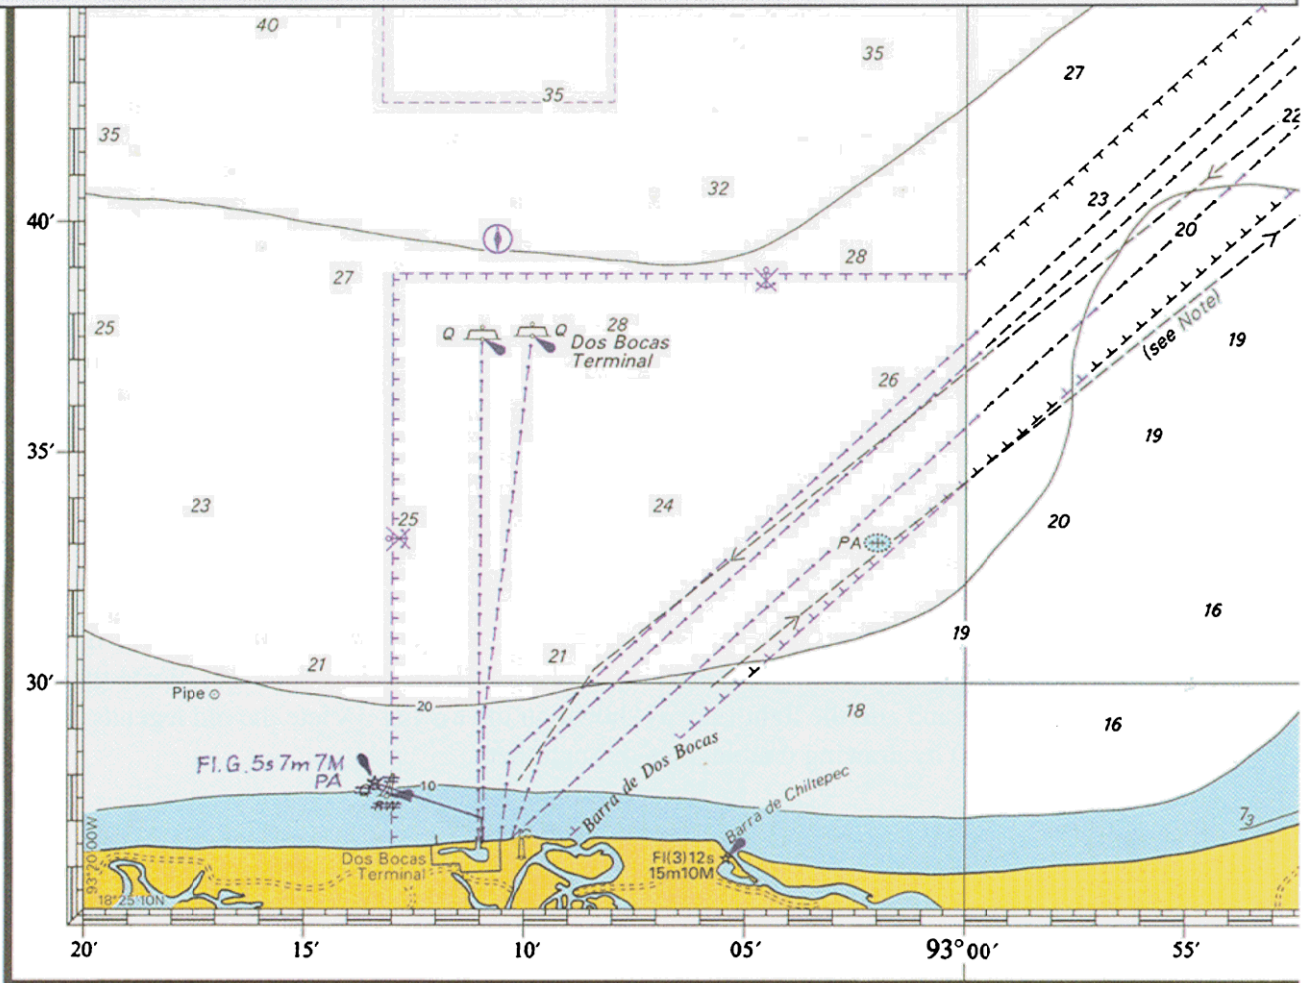 40
35
27
35
22
35
32
23
20
40′
28
27
25
Q
Q
28
Dos Bocas
Terminal
19
(see Note)
26
35′
19
23
25
24
20
PA
16
19
21
21
30′
Pipe
20
18
16
Fl.G.5s7m7M
PA
10
Barra de Dos Bocas
Barra de Chiltepec
7₃
93°20′00W
Dos Bocas
Terminal
Fl(3)12s
15m10M
18°25′10N
20′
15′
10′
05′
93°00′
55′